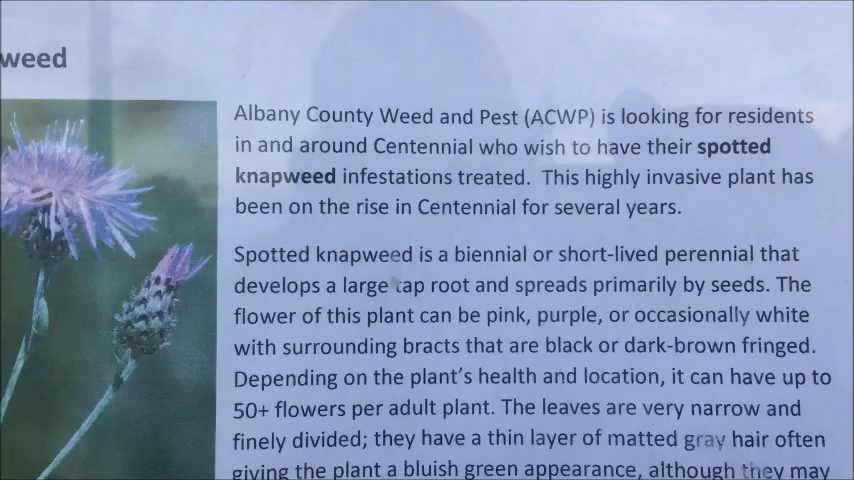 weed
Albany County Weed and Pest (ACWP) is looking for residents
in and around Centennial who wish to have their spotted
knapweed infestations treated. This highly invasive plant has
been on the rise in Centennial for several years.
Spotted knapweed is a biennial or short-lived perennial that
develops a large tap root and spreads primarily by seeds. The
flower of this plant can be pink, purple, or occasionally white
with surrounding bracts that are black or dark-brown fringed.
Depending on the plant's health and location, it can have up to
50+ flowers per adult plant. The leaves are very narrow and
finely divided; they have a thin layer of matted gray hair often
giving the plant a bluish green appearance, although they may